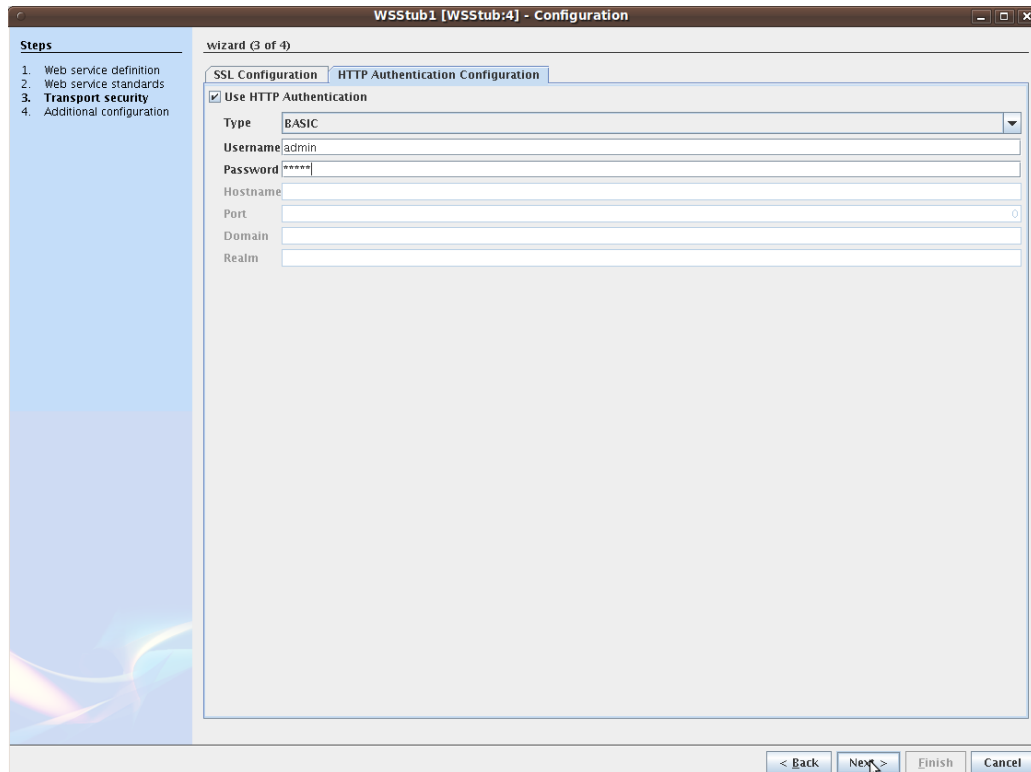 WSStub1 [WSStub:4] - Configuration
Steps
1. Web service definition
2. Web service standards
3. Transport security
4. Additional configuration
wizard (3 of 4)
SSL Configuration HTTP Authentication Configuration
Use HTTP Authentication
Type BASIC
Username admin
Password *****
Hostname
Port 0
Domain
Realm
< Back Next > Finish Cancel